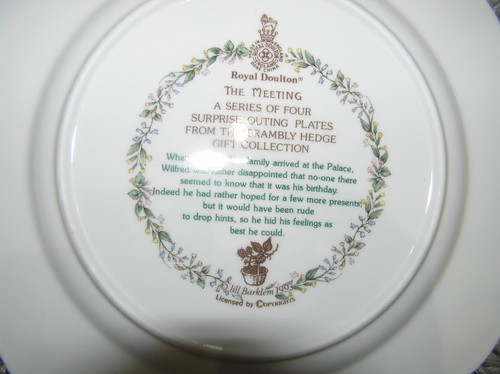 Royal Doulton®
THE MEETING
A SERIES OF FOUR
SURPRISE OUTING PLATES
FROM THE BRAMBLY HEDGE
GIFT COLLECTION
family arrived at the Palace,
Wilfred was rather disappointed that no-one there
seemed to know that it was his birthday.
Indeed he had rather hoped for a few more presents,
but it would have been rude
to drop hints, so he hid his feelings as
best he could.
© Jill Barklem 1993
Licensed by ©OPYRIGHTS